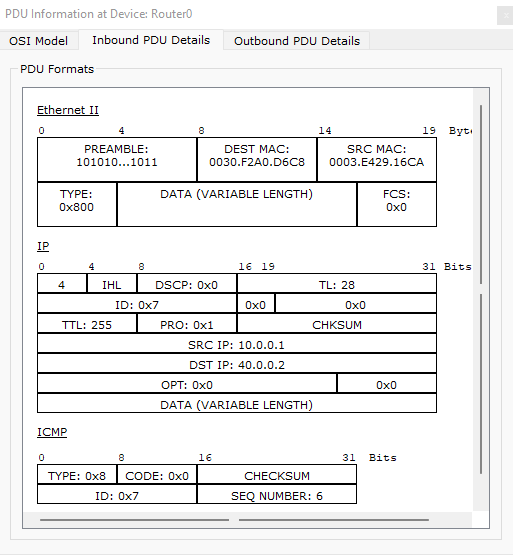 PDU Information at Device: Router0
OSI Model Inbound PDU Details Outbound PDU Details
PDU Formats
Ethernet II
0 4 8 14 19 Byte
PREAMBLE: DEST MAC: SRC MAC:
101010...1011 0030.F2A0.D6C8 0003.E429.16CA
TYPE: DATA (VARIABLE LENGTH) FCS:
0x800 0x0
IP
0 4 8 16 19 31 Bits
4 IHL DSCP: 0x0 TL: 28
ID: 0x7 0x0 0x0
TTL: 255 PRO: 0x1 CHKSUM
SRC IP: 10.0.0.1
DST IP: 40.0.0.2
OPT: 0x0 0x0
DATA (VARIABLE LENGTH)
ICMP
0 8 16 31 Bits
TYPE: 0x8 CODE: 0x0 CHECKSUM
ID: 0x7 SEQ NUMBER: 6